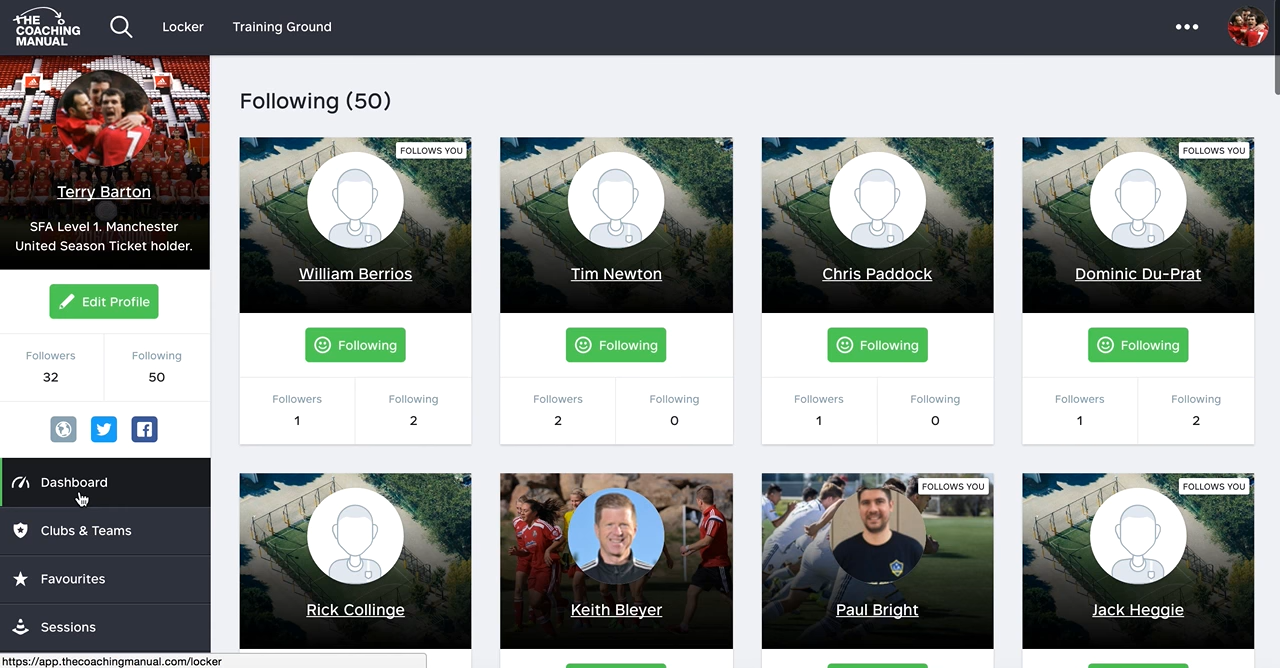 THE
COACHING
MANUAL
Locker
Training Ground
7
7
Terry Barton
SFA Level 1. Manchester
United Season Ticket holder.
Edit Profile
Followers
Following
32
50
Dashboard
Clubs & Teams
Favourites
Sessions
https://app.thecoachingmanual.com/locker
Following (50)
FOLLOWS YOU
William Berrios
Following
Followers
Following
1
2
Tim Newton
Following
Followers
Following
2
0
Chris Paddock
Following
Followers
Following
1
0
FOLLOWS YOU
Dominic Du-Prat
Following
Followers
Following
1
2
Rick Collinge
Keith Bleyer
FOLLOWS YOU
Paul Bright
FOLLOWS YOU
Jack Heggie